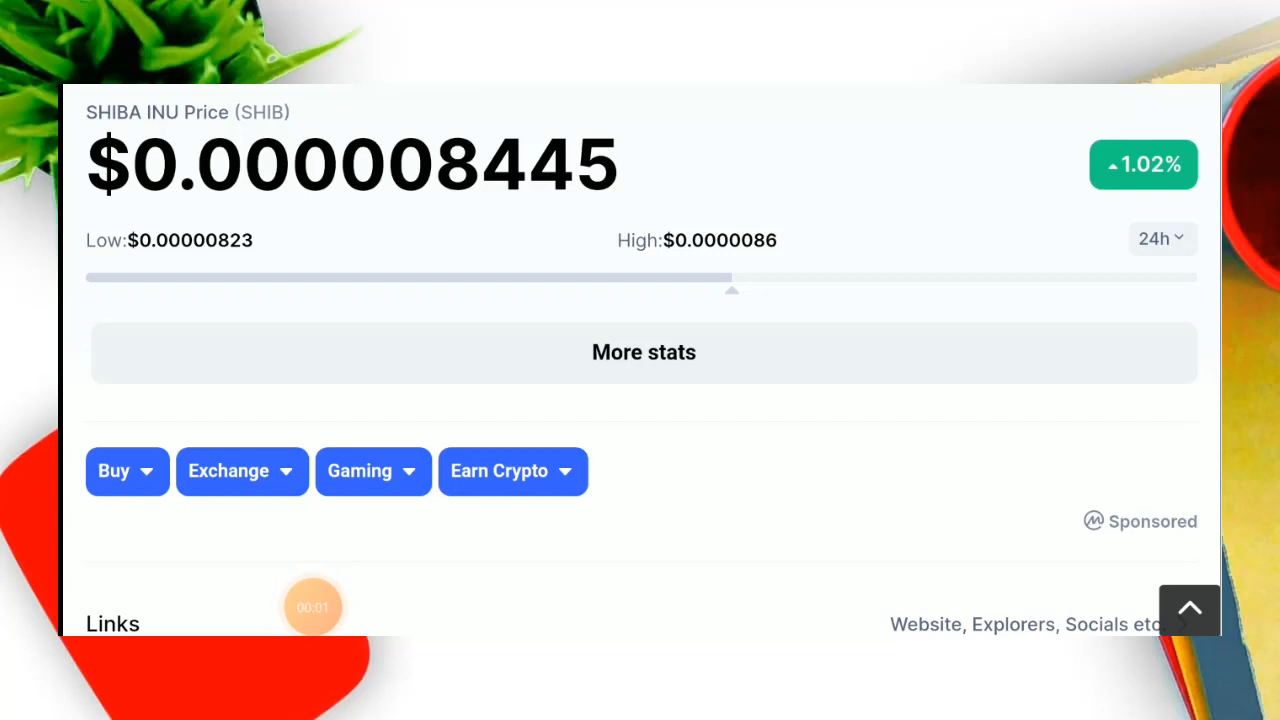 SHIBA INU Price (SHIB)
$0.000008445
1.02%
Low:$0.00000823
High:$0.0000086
24h
More stats
Buy
Exchange
Gaming
Earn Crypto
Sponsored
00:01
Links
Website, Explorers, Socials etc.